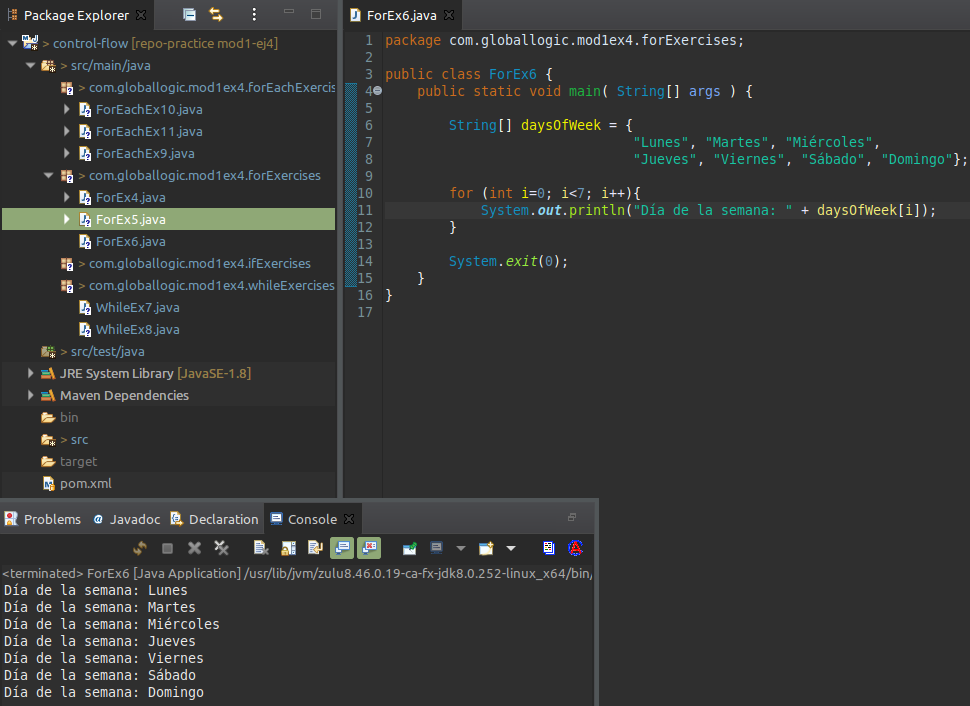 Package Explorer
> control-flow [repo-practice mod1-ej4]
> src/main/java
> com.globallogic.mod1ex4.forEachExercis
ForEachEx10.java
ForEachEx11.java
ForEachEx9.java
> com.globallogic.mod1ex4.forExercises
ForEx4.java
ForEx5.java
ForEx6.java
> com.globallogic.mod1ex4.ifExercises
> com.globallogic.mod1ex4.whileExercises
WhileEx7.java
WhileEx8.java
> src/test/java
JRE System Library [JavaSE-1.8]
Maven Dependencies
bin
> src
target
pom.xml
ForEx6.java
1 package com.globallogic.mod1ex4.forExercises;
2
3 public class ForEx6 {
4 public static void main( String[] args ) {
5
6 String[] daysOfWeek = {
7 "Lunes", "Martes", "Miércoles",
8 "Jueves", "Viernes", "Sábado", "Domingo"};
9
10 for (int i=0; i<7; i++){
11 System.out.println("Día de la semana: " + daysOfWeek[i]);
12 }
13
14 System.exit(0);
15 }
16 }
17
Problems Javadoc Declaration Console
<terminated> ForEx6 [Java Application] /usr/lib/jvm/zulu8.46.0.19-ca-fx-jdk8.0.252-linux_x64/bin/
Día de la semana: Lunes
Día de la semana: Martes
Día de la semana: Miércoles
Día de la semana: Jueves
Día de la semana: Viernes
Día de la semana: Sábado
Día de la semana: Domingo